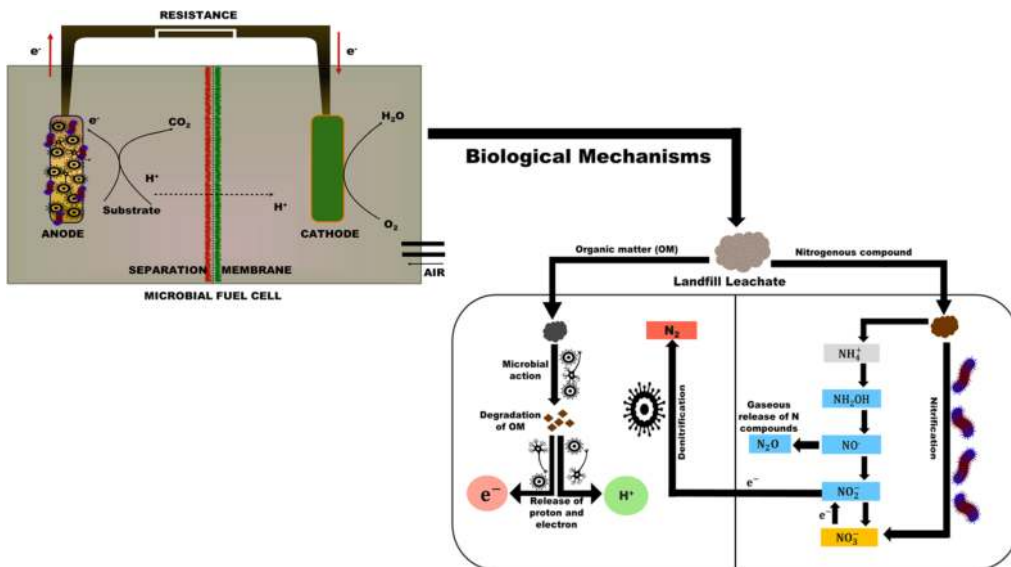 RESISTANCE
e-
e-
e-
CO₂
H₂O
H⁺
H⁺
Substrate
O₂
ANODE
CATHODE
SEPARATION
MEMBRANE
AIR
MICROBIAL FUEL CELL
Biological Mechanisms
Organic matter (OM)
Nitrogenous compound
Landfill Leachate
Microbial
action
Degradation
of OM
e⁻
H⁺
Release of
proton and
electron
N₂
Denitrification
e⁻
Gaseous
release of N
compounds
N₂O
NH₄⁺
NH₂OH
NO⁻
NO₂⁻
e⁻
NO₃⁻
Nitrification